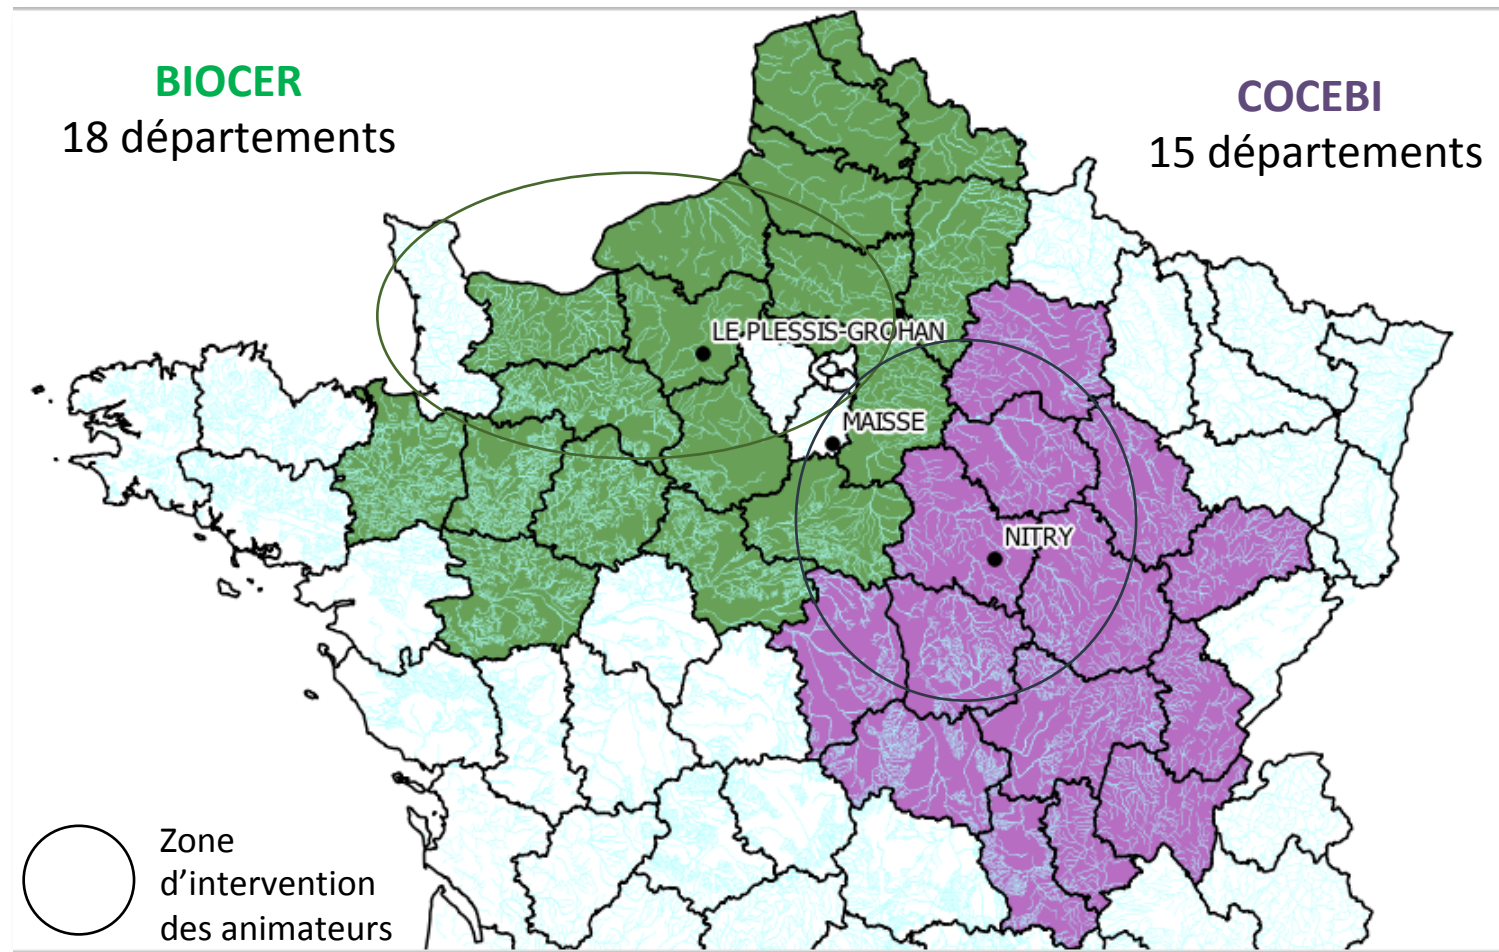 BIOCER
18 départements
COCEBI
15 départements
LE PLESSIS-GROHAN
MAISSE
NITRY
Zone
d’intervention
des animateurs